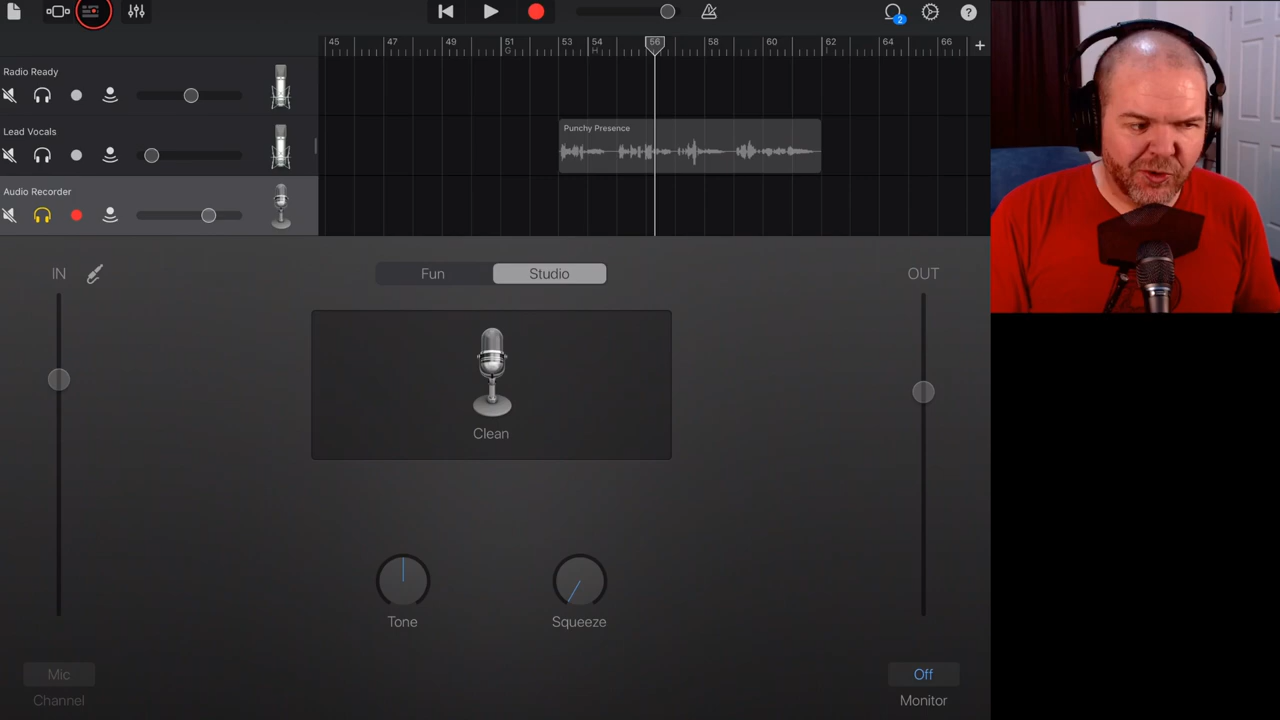 2
?
45 47 49 51 53 54 56 58 60 62 64 66 +
G H
Radio Ready
Lead Vocals
Punchy Presence
Audio Recorder
IN Fun Studio OUT
Clean
Tone Squeeze
Mic Off
Channel Monitor